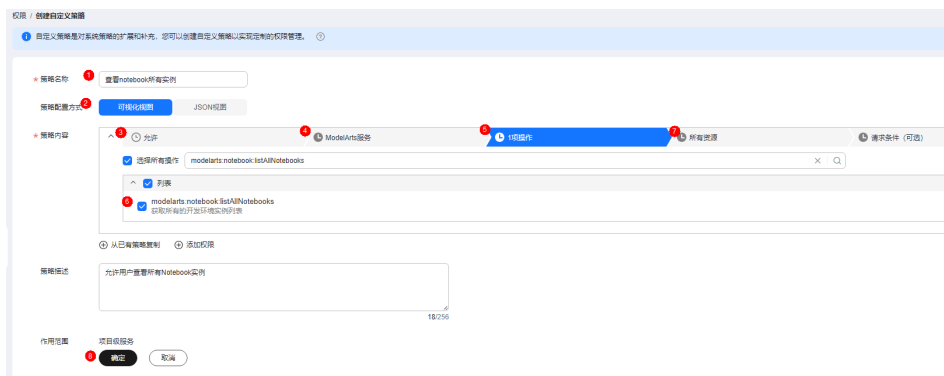 权限 / 创建自定义策略
自定义策略是对系统策略的扩展和补充，您可以创建自定义策略以实现定制的权限管理。
* 策略名称 1 查看notebook所有实例
策略配置方式 2 可视化视图 JSON视图
* 策略内容 3 允许 4 ModelArts服务 5 1项操作 7 所有资源 请求条件（可选）
选择所有操作 modelarts:notebook:listAllNotebooks
列表
6 modelarts:notebook:listAllNotebooks
获取所有的开发环境实例列表
从已有策略复制 添加权限
策略描述 允许用户查看所有Notebook实例
18/256
作用范围 项目级服务
8 确定 取消